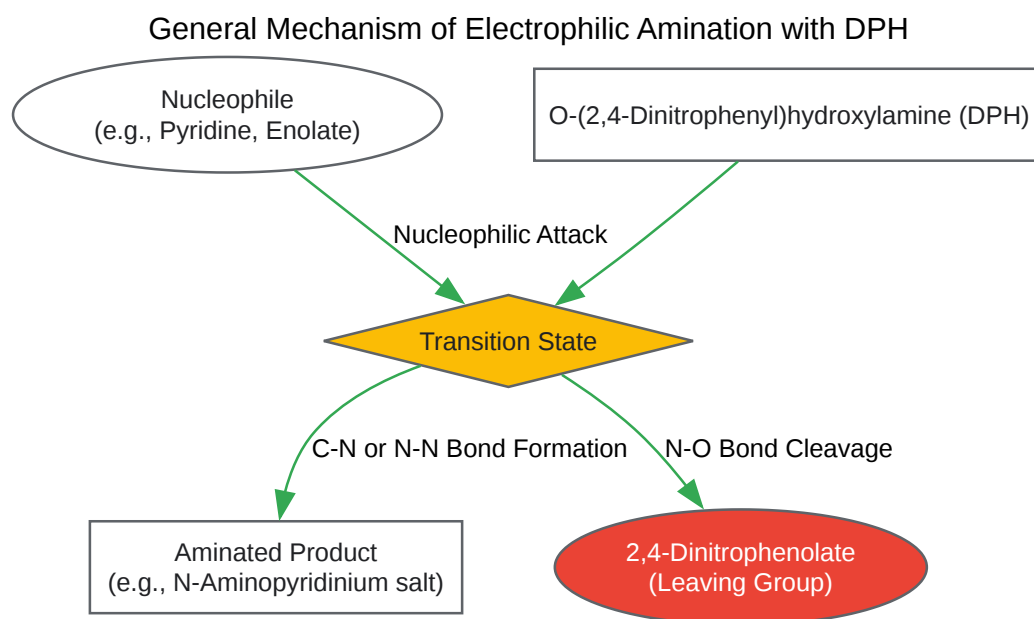 General Mechanism of Electrophilic Amination with DPH
Nucleophile
(e.g., Pyridine, Enolate)
O-(2,4-Dinitrophenyl)hydroxylamine (DPH)
Nucleophilic Attack
Transition State
C-N or N-N Bond Formation
N-O Bond Cleavage
Aminated Product
(e.g., N-Aminopyridinium salt)
2,4-Dinitrophenolate
(Leaving Group)